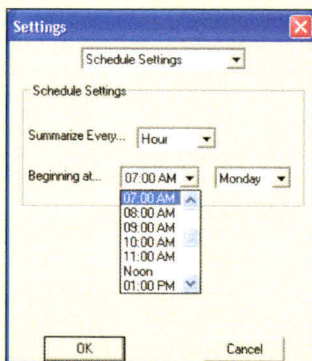 Settings
Schedule Settings
Schedule Settings
Summarize Every... Hour
Beginning at... 07:00 AM Monday
07:00 AM
08:00 AM
09:00 AM
10:00 AM
11:00 AM
Noon
01:00 PM
OK Cancel